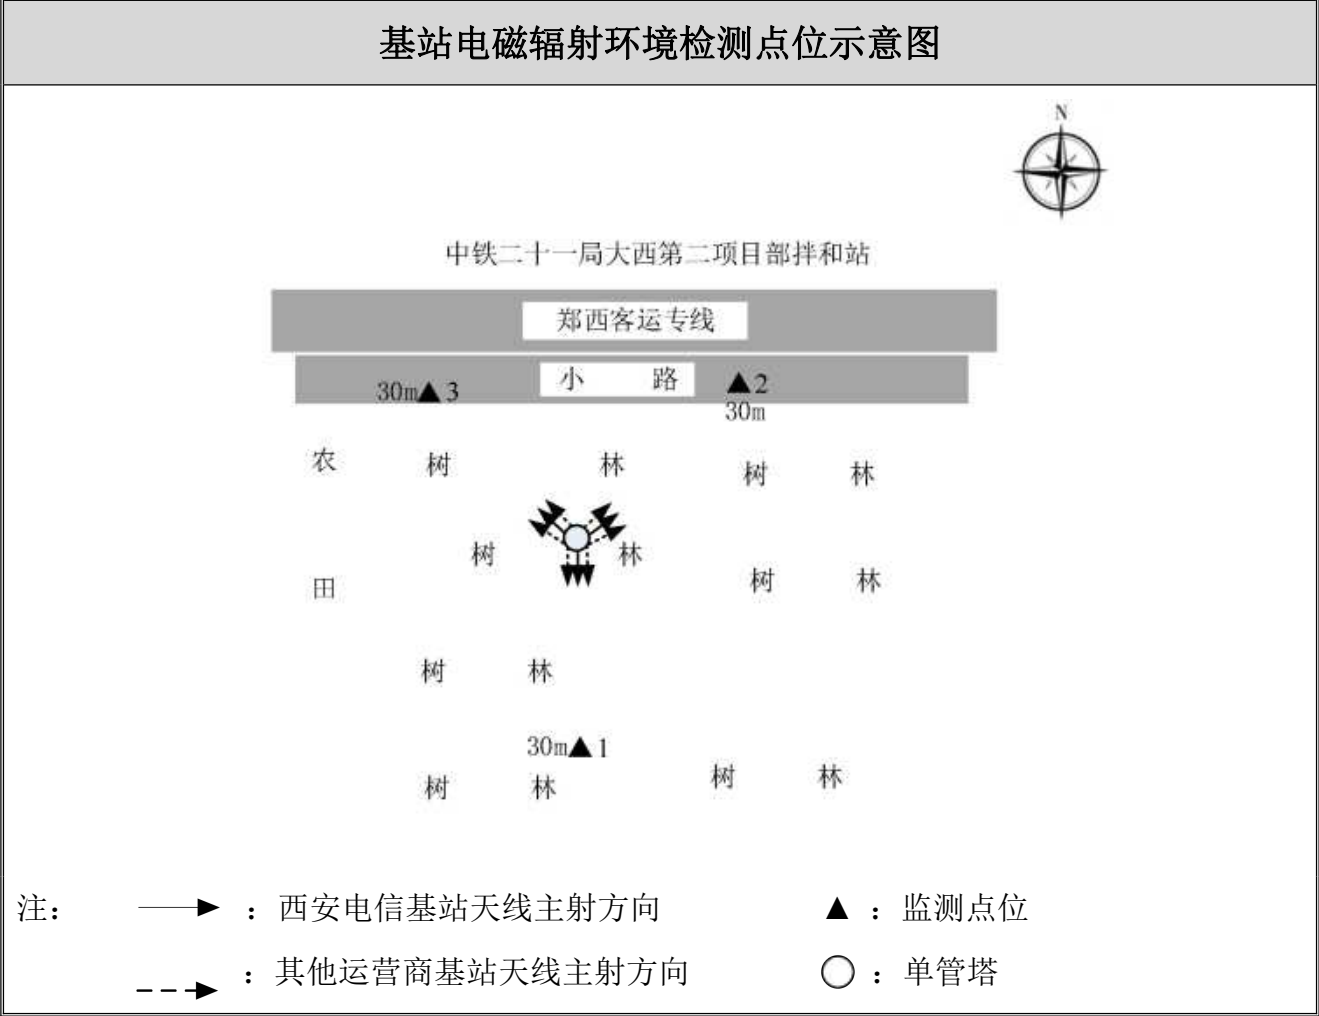 基站电磁辐射环境检测点位示意图
N
中铁二十一局大西第二项目部拌和站
郑西客运专线
小 路
30m▲3
▲2
30m
农 树 林 树 林
树 林
田 树 林
树 林
30m▲1
树 林 树 林
注： ：西安电信基站天线主射方向 ▲ ：监测点位
：其他运营商基站天线主射方向 ：单管塔